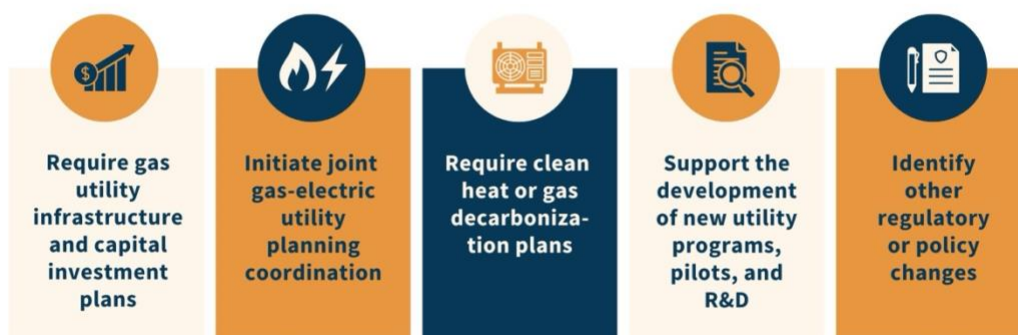 Require gas
utility
infrastructure
and capital
investment
plans
Initiate joint
gas-electric
utility
planning
coordination
Require clean
heat or gas
decarboniza-
tion plans
Support the
development
of new utility
programs,
pilots, and
R&D
Identify
other
regulatory
or policy
changes